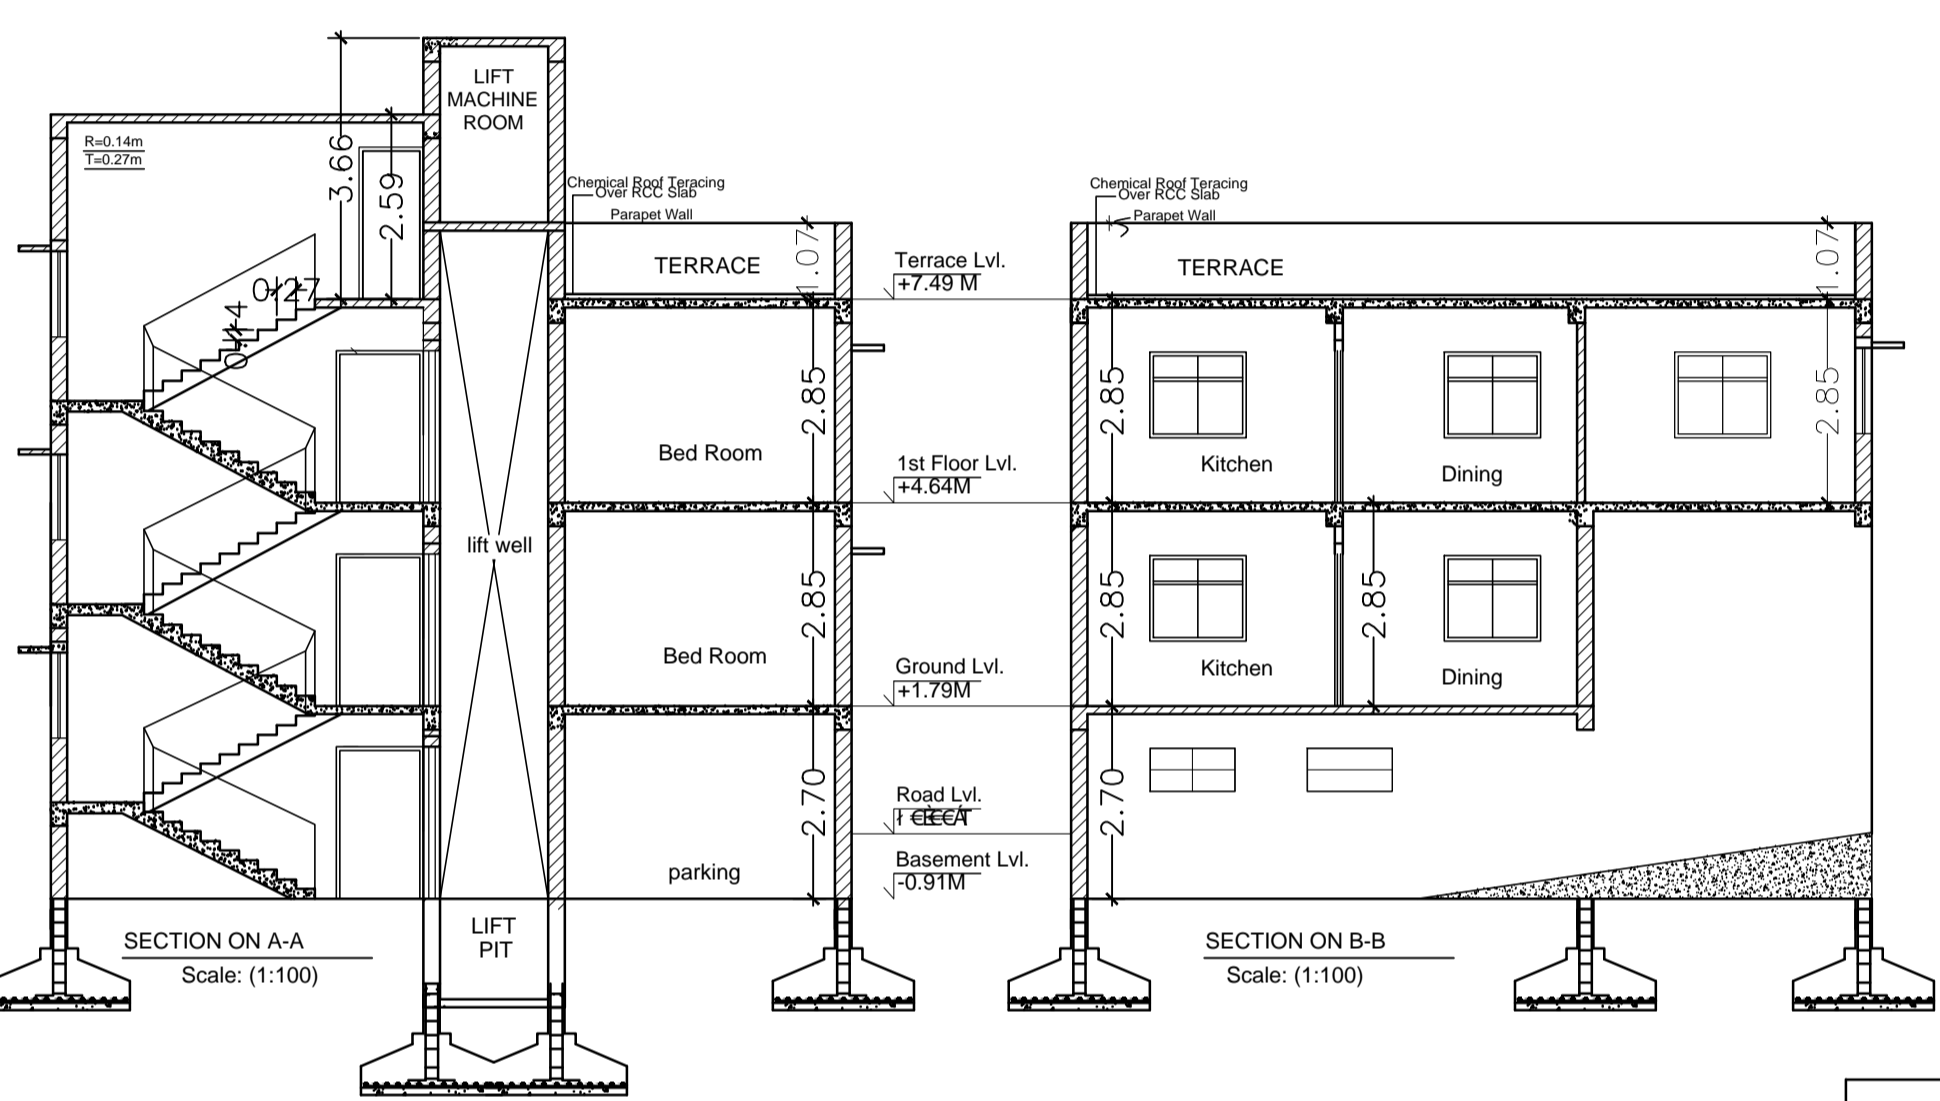 LIFT
MACHINE
ROOM
R=0.14m
T=0.27m
3.66
2.59
0.27
0.14
Chemical Roof Teracing
Over RCC Slab
Parapet Wall
TERRACE
1.07
Bed Room
2.85
lift well
Bed Room
2.85
parking
2.70
LIFT
PIT
SECTION ON A-A
Scale: (1:100)
Terrace Lvl.
+7.49 M
1st Floor Lvl.
+4.64M
Ground Lvl.
+1.79M
Road Lvl.
Basement Lvl.
-0.91M
Chemical Roof Teracing
Over RCC Slab
Parapet Wall
TERRACE
1.07
2.85
Kitchen
Dining
2.85
2.85
Kitchen
2.85
Dining
2.70
SECTION ON B-B
Scale: (1:100)